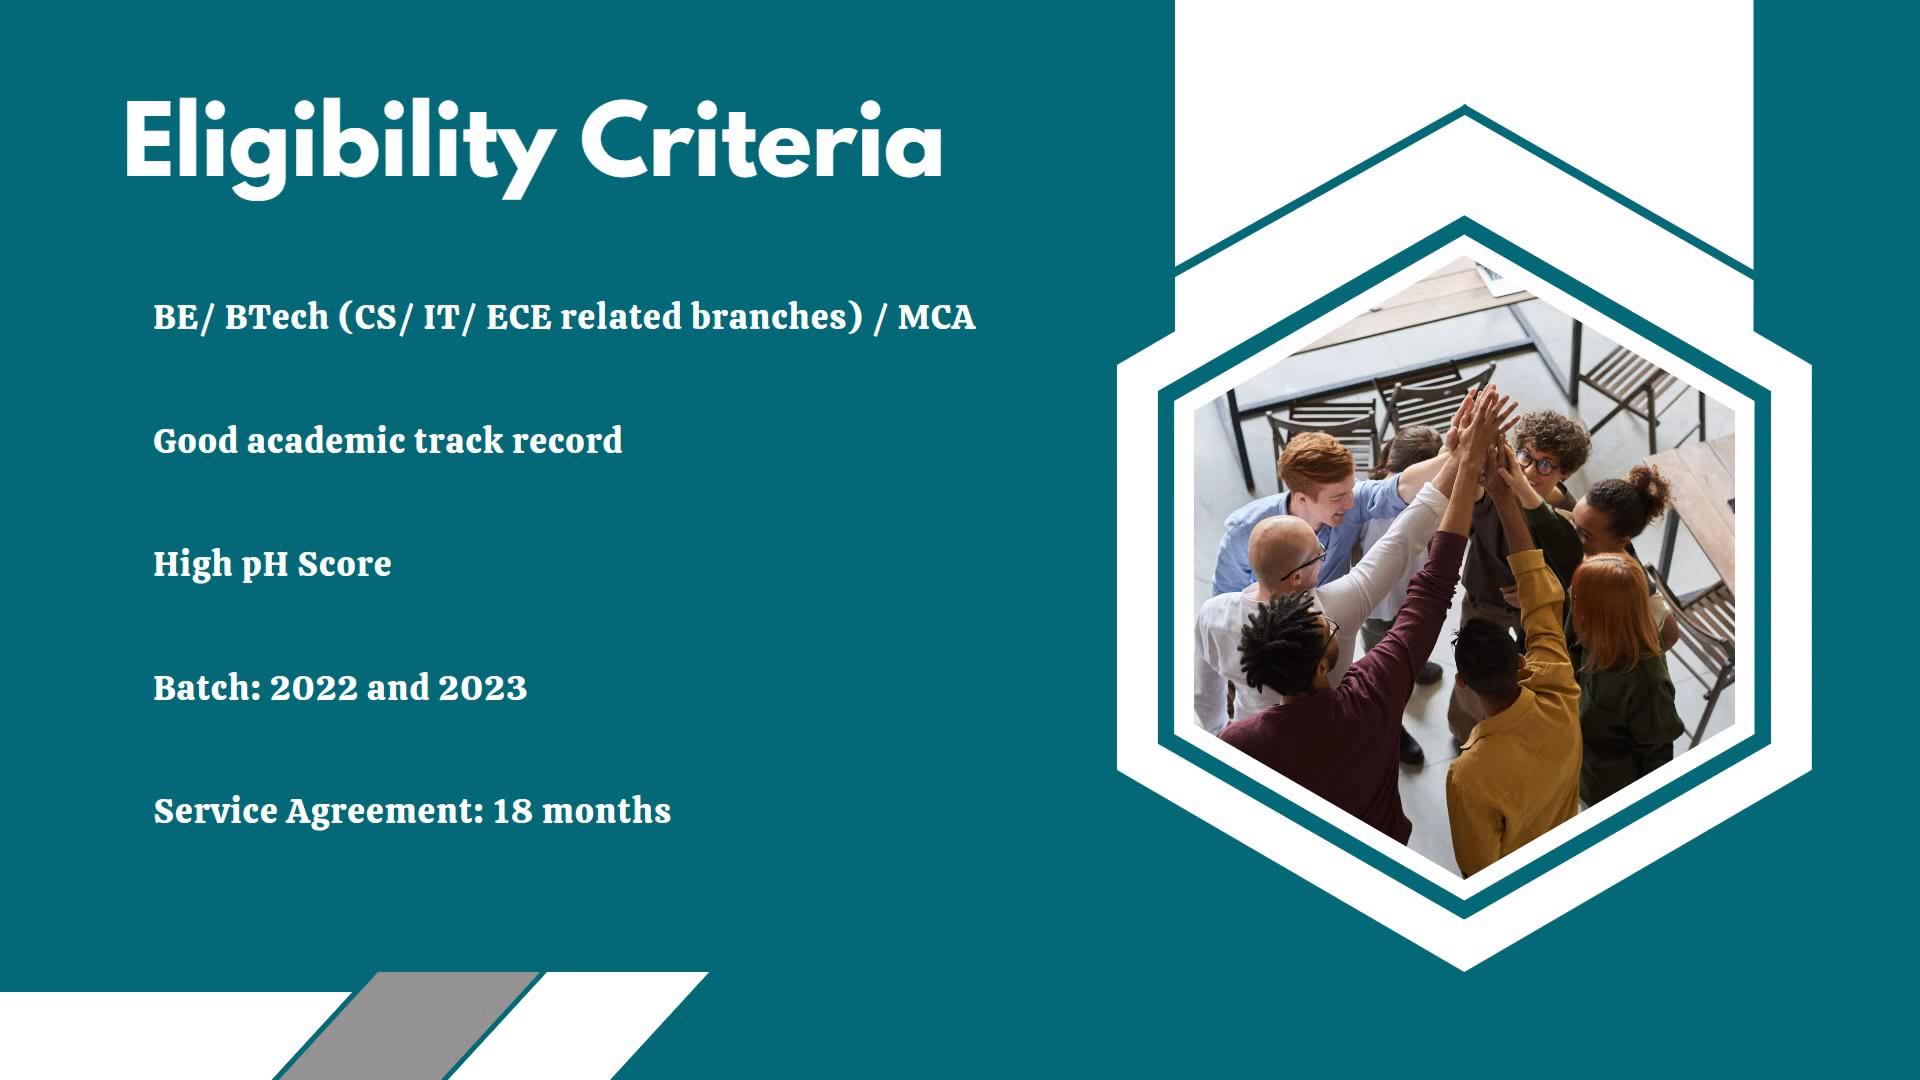 Eligibility Criteria
BE/ BTech (CS/ IT/ ECE related branches) / MCA
Good academic track record
High pH Score
Batch: 2022 and 2023
Service Agreement: 18 months